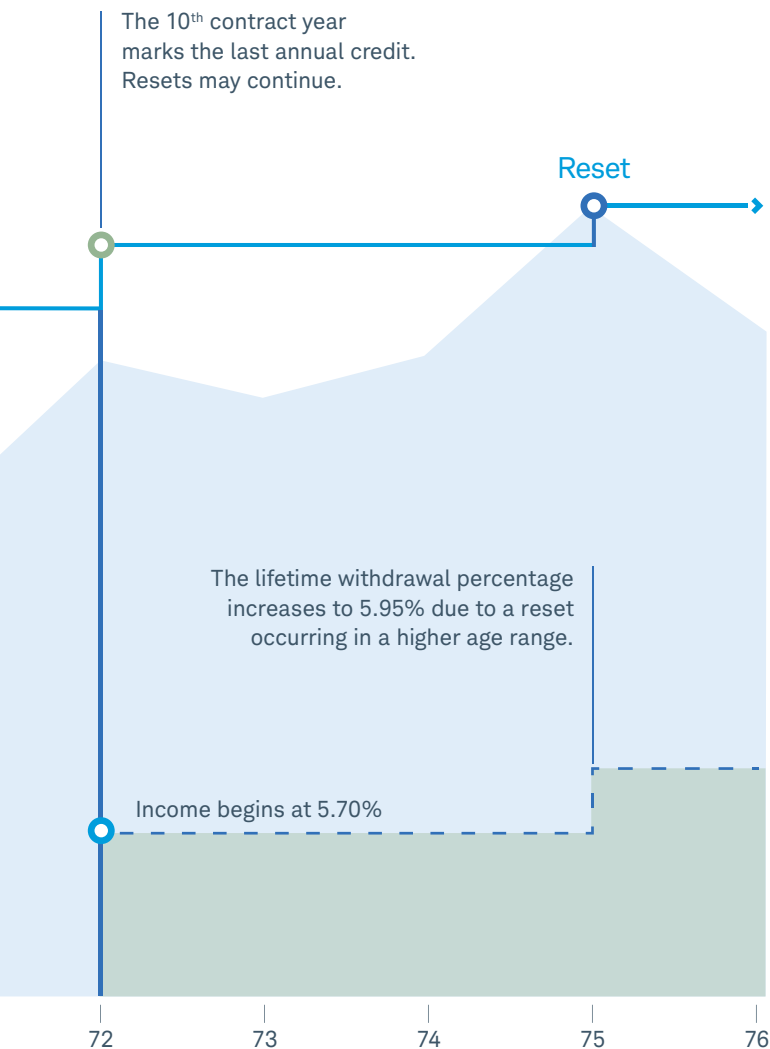 The 10th contract year
marks the last annual credit.
Resets may continue.
Reset
The lifetime withdrawal percentage
increases to 5.95% due to a reset
occurring in a higher age range.
Income begins at 5.70%
72 73 74 75 76